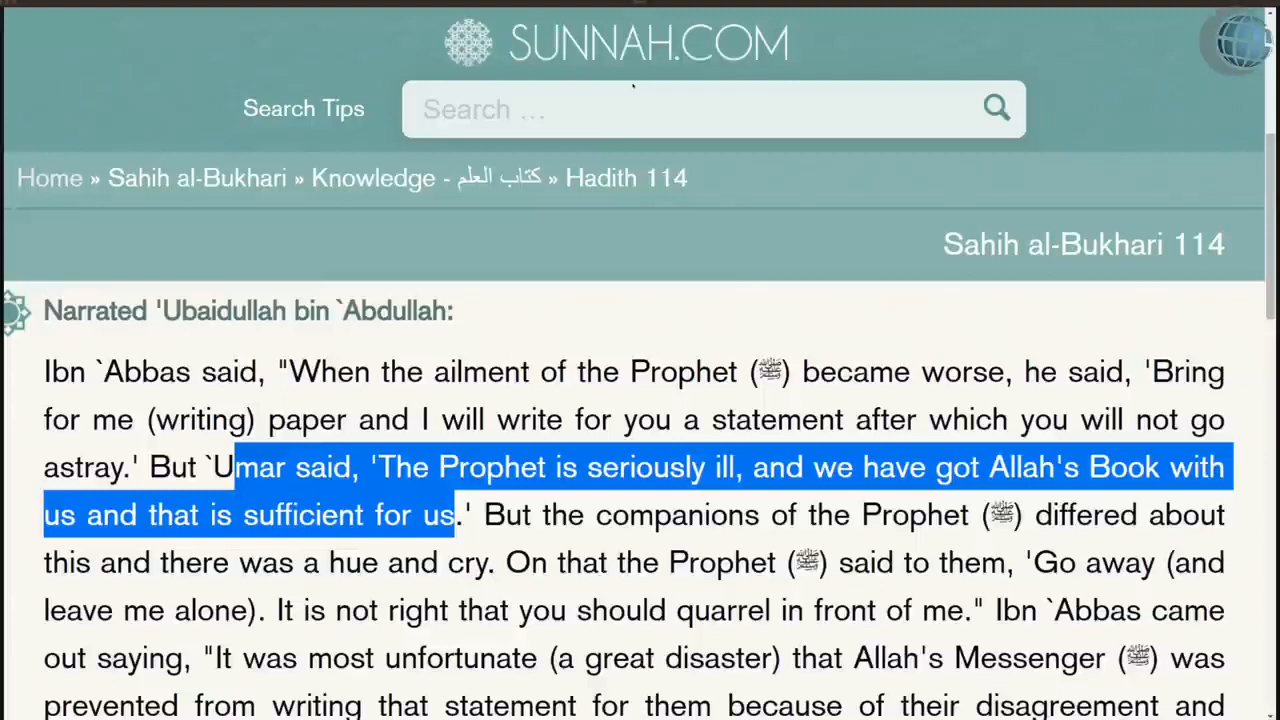 SUNNAH.COM
Search Tips
Search ...
Home » Sahih al-Bukhari » Knowledge - كتاب العلم » Hadith 114
Sahih al-Bukhari 114
Narrated 'Ubaidullah bin `Abdullah:
Ibn `Abbas said, "When the ailment of the Prophet (ﷺ) became worse, he said, 'Bring
for me (writing) paper and I will write for you a statement after which you will not go
astray.' But `Umar said, 'The Prophet is seriously ill, and we have got Allah's Book with
us and that is sufficient for us.' But the companions of the Prophet (ﷺ) differed about
this and there was a hue and cry. On that the Prophet (ﷺ) said to them, 'Go away (and
leave me alone). It is not right that you should quarrel in front of me." Ibn `Abbas came
out saying, "It was most unfortunate (a great disaster) that Allah's Messenger (ﷺ) was
prevented from writing that statement for them because of their disagreement and